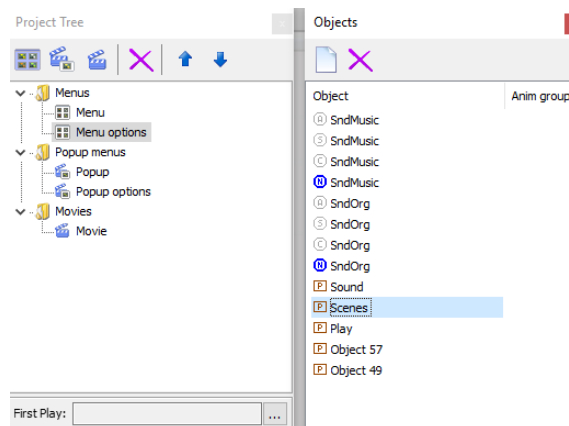 Project Tree
Menus
Menu
Menu options
Popup menus
Popup
Popup options
Movies
Movie
First Play:
...
Objects
Object Anim group
A SndMusic
S SndMusic
C SndMusic
N SndMusic
A SndOrg
S SndOrg
C SndOrg
N SndOrg
P Sound
P Scenes
P Play
P Object 57
P Object 49